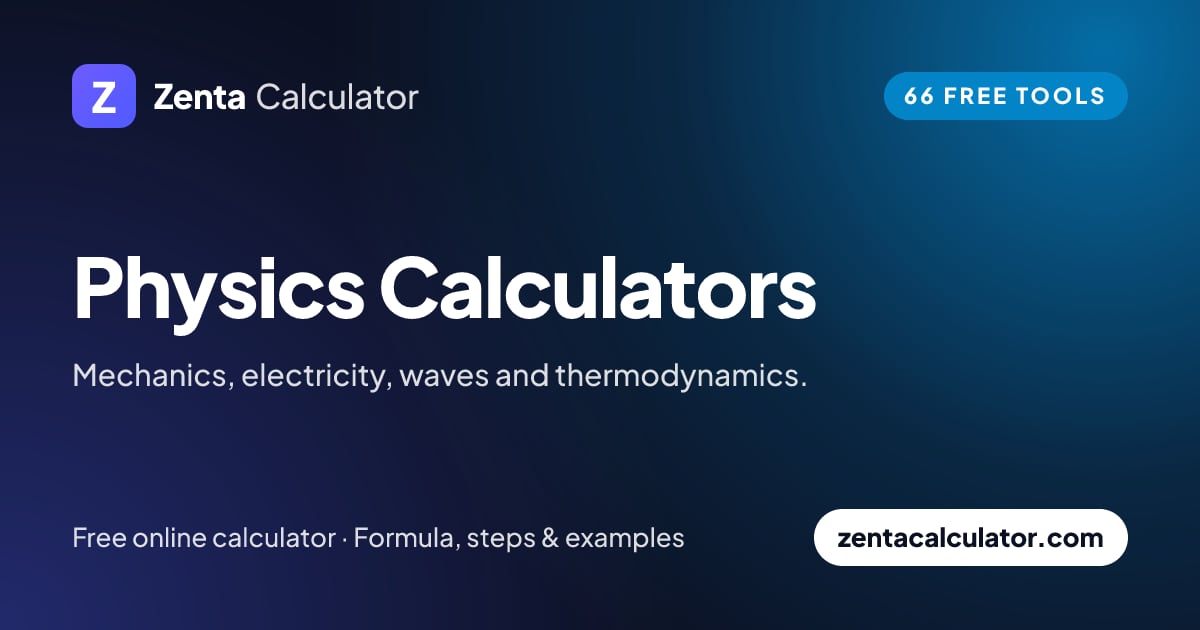 Z
Zenta Calculator
66 FREE TOOLS
Physics Calculators
Mechanics, electricity, waves and thermodynamics.
Free online calculator · Formula, steps & examples
zentacalculator.com